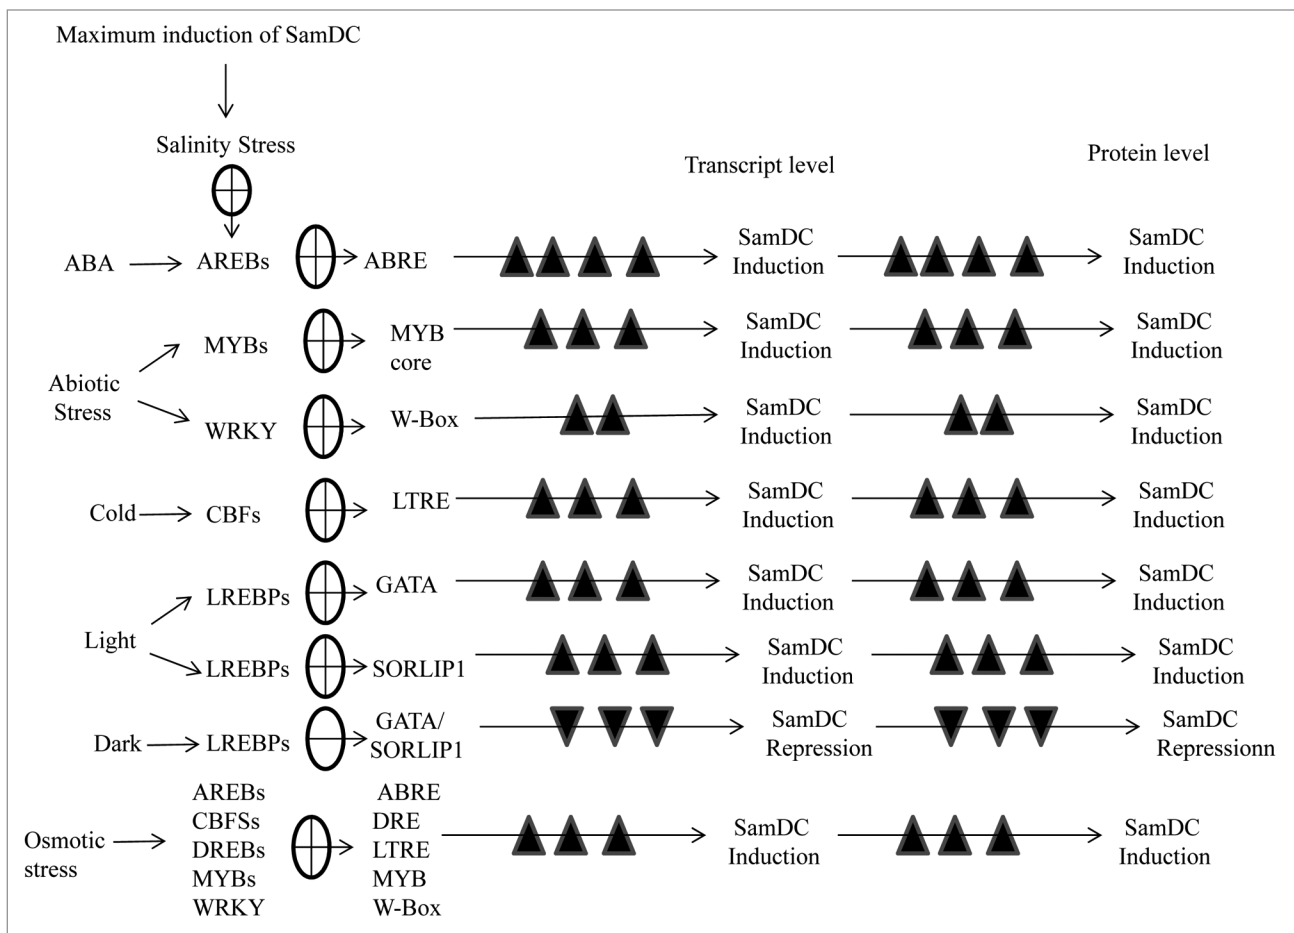 Maximum induction of SamDC
Salinity Stress
Transcript level
Protein level
ABA
AREBs
ABRE
SamDC
Induction
SamDC
Induction
Abiotic
Stress
MYBs
MYB
core
SamDC
Induction
SamDC
Induction
WRKY
W-Box
SamDC
Induction
SamDC
Induction
Cold
CBFs
LTRE
SamDC
Induction
SamDC
Induction
Light
LREBPs
GATA
SamDC
Induction
SamDC
Induction
LREBPs
SORLIP1
SamDC
Induction
SamDC
Induction
Dark
LREBPs
GATA/
SORLIP1
SamDC
Repression
SamDC
Repressionn
Osmotic
stress
AREBs
CBFSs
DREBs
MYBs
WRKY
ABRE
DRE
LTRE
MYB
W-Box
SamDC
Induction
SamDC
Induction